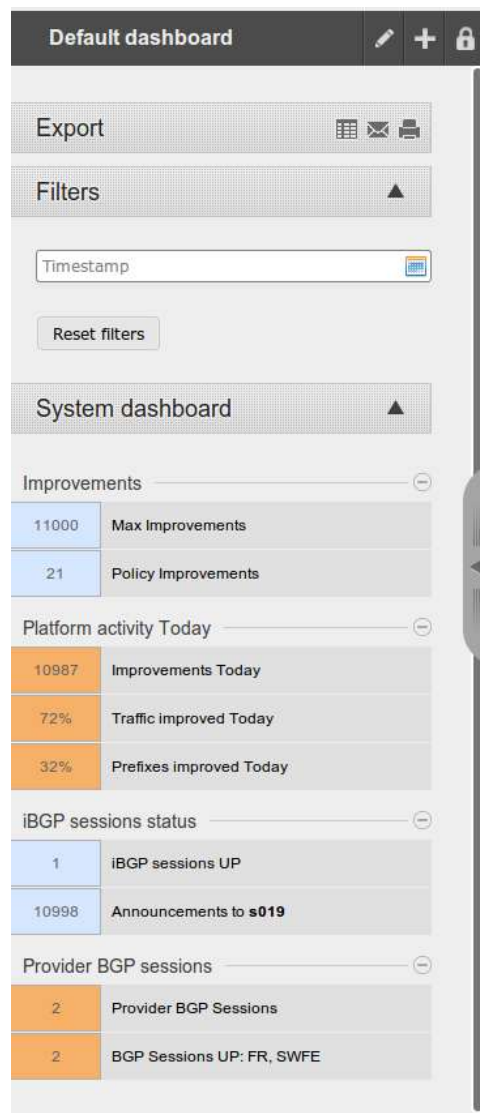 Default dashboard
Export
Filters
Timestamp
Reset filters
System dashboard
Improvements
11000 Max Improvements
21 Policy Improvements
Platform activity Today
10987 Improvements Today
72% Traffic improved Today
32% Prefixes improved Today
iBGP sessions status
1 iBGP sessions UP
10998 Announcements to s019
Provider BGP sessions
2 Provider BGP Sessions
2 BGP Sessions UP: FR, SWFE